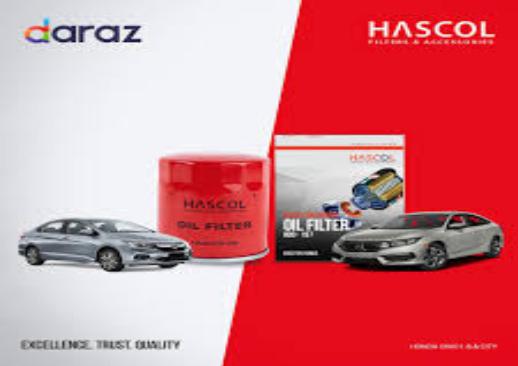 daraz
HASCOL
FILTERS & ACCESSORIES
HASCOL
OIL FILTER
HASCOL
OIL FILTER
EXCELLENCE. TRUST. QUALITY
HONDA CIVIC & CITY